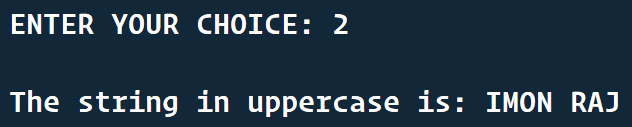 ENTER YOUR CHOICE: 2
The string in uppercase is: IMON RAJ